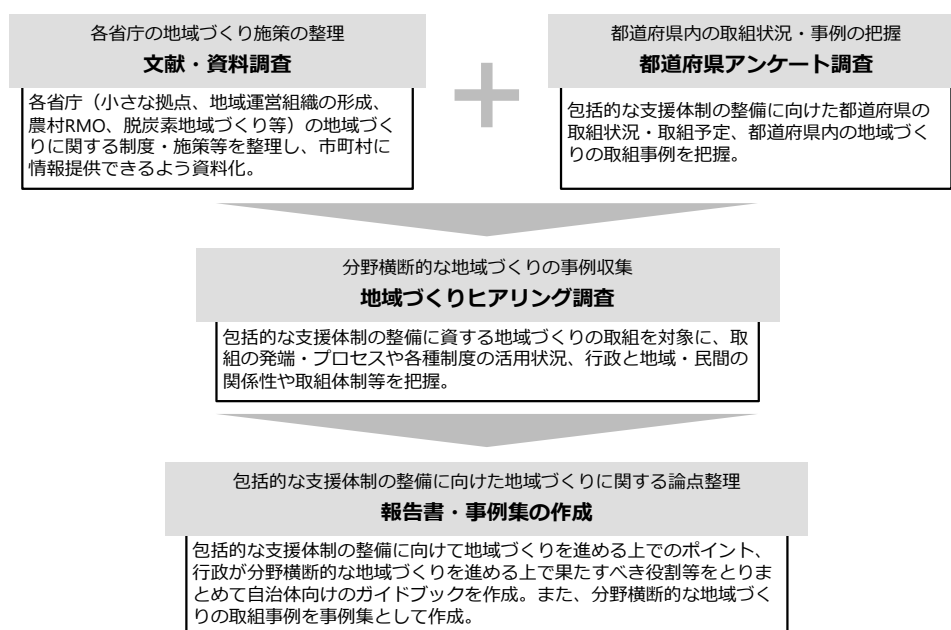 各省庁の地域づくり施策の整理
文献・資料調査
各省庁（小さな拠点、地域運営組織の形成、
農村RMO、脱炭素地域づくり等）の地域づく
りに関する制度・施策等を整理し、市町村に
情報提供できるよう資料化。
都道府県内の取組状況・事例の把握
都道府県アンケート調査
包括的な支援体制の整備に向けた都道府県の
取組状況・取組予定、都道府県内の地域づく
りの取組事例を把握。
分野横断的な地域づくりの事例収集
地域づくりヒアリング調査
包括的な支援体制の整備に資する地域づくりの取組を対象に、取
組の発端・プロセスや各種制度の活用状況、行政と地域・民間の
関係性や取組体制等を把握。
包括的な支援体制の整備に向けた地域づくりに関する論点整理
報告書・事例集の作成
包括的な支援体制の整備に向けて地域づくりを進める上でのポイント、
行政が分野横断的な地域づくりを進める上で果たすべき役割等をとりま
とめて自治体向けのガイドブックを作成。また、分野横断的な地域づく
りの取組事例を事例集として作成。